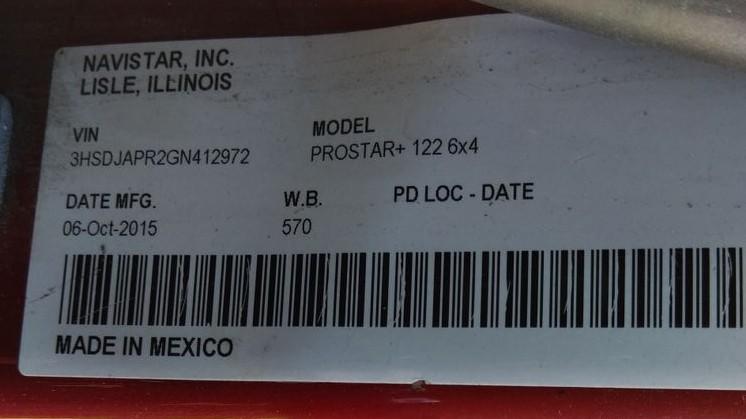 NAVISTAR, INC.
LISLE, ILLINOIS
VIN MODEL
3HSDJAPR2GN412972 PROSTAR+ 122 6x4
DATE MFG. W.B. PD LOC - DATE
06-Oct-2015 570
MADE IN MEXICO